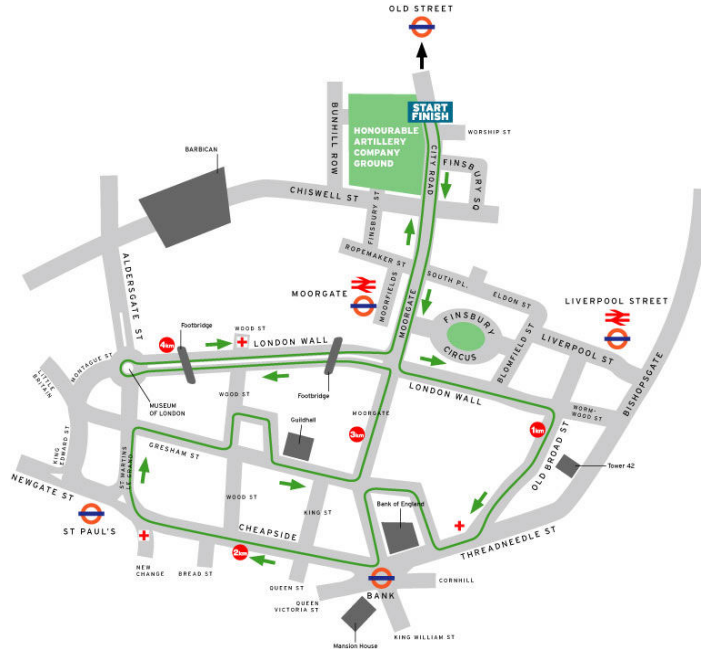 OLD STREET
START
FINISH
HONOURABLE
ARTILLERY
COMPANY
GROUND
BUNHILL ROW
WORSHIP ST
CITY ROAD
FINSBURY SQ
BARBICAN
CHISWELL ST
FINSBURY ST
ROPEMAKER ST
SOUTH PL.
ELDON ST
MOORGATE
MOORFIELDS
MOORGATE
FINSBURY
CIRCUS
BLOMFIELD ST
LIVERPOOL STREET
LIVERPOOL ST
BISHOPSGATE
ALDERSGATE ST
Footbridge
WOOD ST
4km
LONDON WALL
MONTAGUE ST
LITTLE
BRITAIN
MUSEUM
OF LONDON
Footbridge
WOOD ST
LONDON WALL
WORM-
WOOD ST
MOORGATE
Guildhall
3km
1km
OLD BROAD ST
Tower 42
KING
EDWARD ST
GRESHAM ST
ST MARTINS
LE GRAND
NEWGATE ST
WOOD ST
KING ST
Bank of England
THREADNEEDLE ST
ST PAUL'S
CHEAPSIDE
2km
NEW
CHANGE
BREAD ST
QUEEN ST
QUEEN
VICTORIA ST
BANK
CORNHILL
KING WILLIAM ST
Mansion House